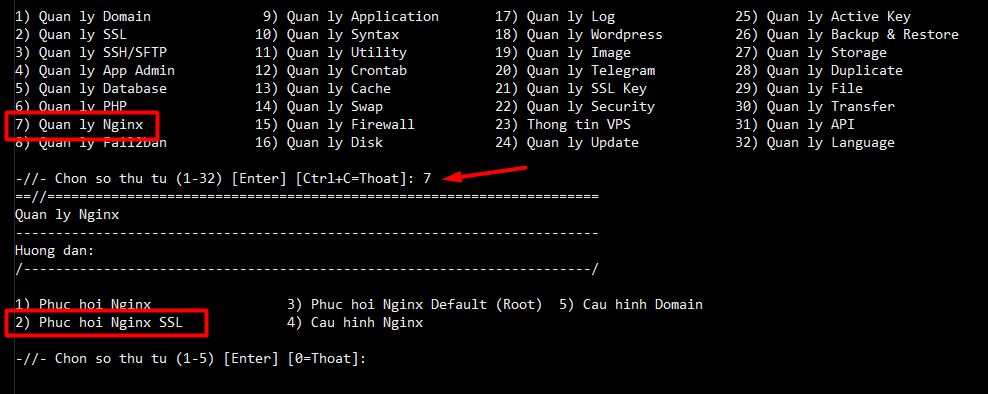 1) Quan ly Domain 9) Quan ly Application 17) Quan ly Log 25) Quan ly Active Key
2) Quan ly SSL 10) Quan ly Syntax 18) Quan ly Wordpress 26) Quan ly Backup & Restore
3) Quan ly SSH/SFTP 11) Quan ly Utility 19) Quan ly Image 27) Quan ly Storage
4) Quan ly App Admin 12) Quan ly Crontab 20) Quan ly Telegram 28) Quan ly Duplicate
5) Quan ly Database 13) Quan ly Cache 21) Quan ly SSL Key 29) Quan ly File
6) Quan ly PHP 14) Quan ly Swap 22) Quan ly Security 30) Quan ly Transfer
7) Quan ly Nginx 15) Quan ly Firewall 23) Thong tin VPS 31) Quan ly API
8) Quan ly Fail2ban 16) Quan ly Disk 24) Quan ly Update 32) Quan ly Language
-//- Chon so thu tu (1-32) [Enter] [Ctrl+C=Thoat]: 7
==//=====================================================================
Quan ly Nginx
-------------------------------------------------------------------------
Huong dan:
/-----------------------------------------------------------------------/
1) Phuc hoi Nginx 3) Phuc hoi Nginx Default (Root) 5) Cau hinh Domain
2) Phuc hoi Nginx SSL 4) Cau hinh Nginx
-//- Chon so thu tu (1-5) [Enter] [0=Thoat]: